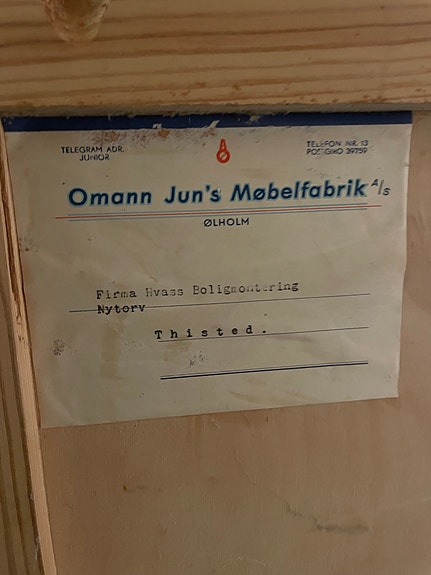 TELEGRAM ADR.
JUNIOR
TELEFON NR. 13
POSTGIRO 39759
Omann Jun's Møbelfabrik A/S
ØLHOLM
Firma Hvass Boligmontering
Nytorv
Thisted.